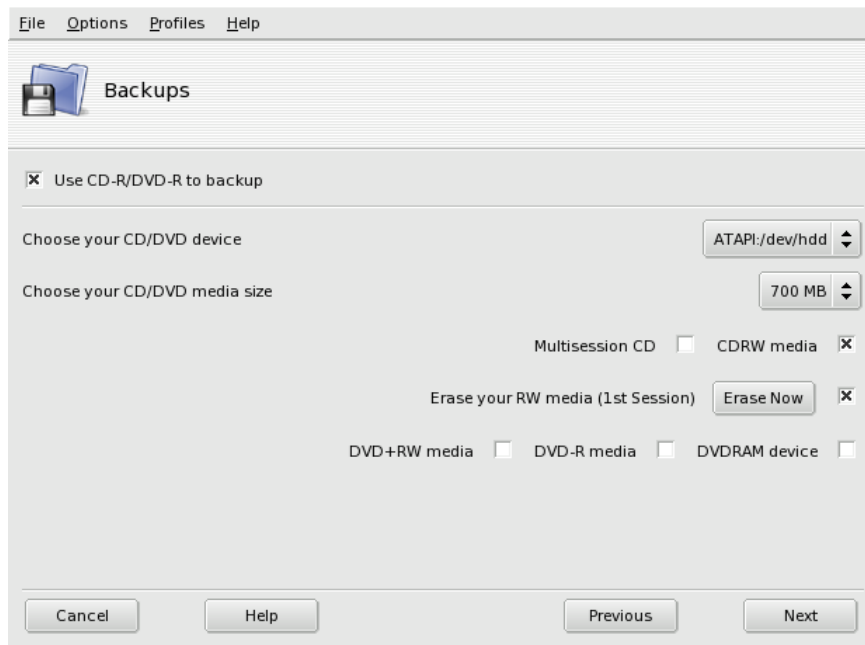 File Options Profiles Help
Backups
Use CD-R/DVD-R to backup
Choose your CD/DVD device ATAPI:/dev/hdd
Choose your CD/DVD media size 700 MB
Multisession CD CDRW media
Erase your RW media (1st Session) Erase Now
DVD+RW media DVD-R media DVDRAM device
Cancel Help Previous Next